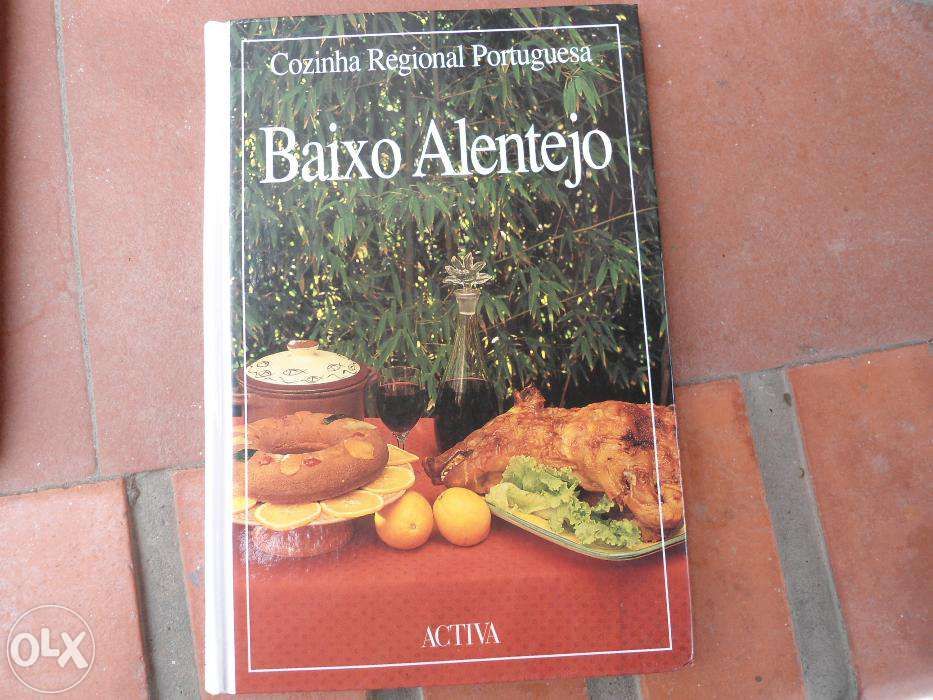 Cozinha Regional Portuguesa
Baixo Alentejo
ACTIVA
OLX